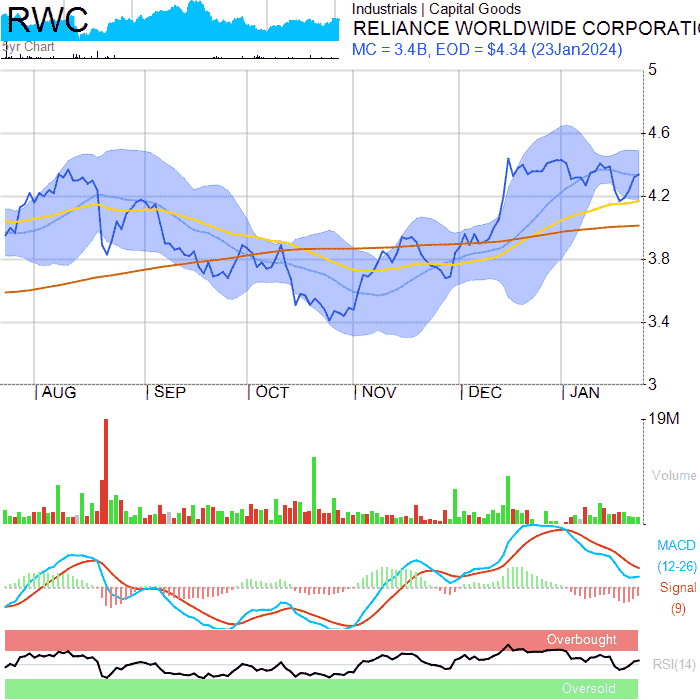 RWC
5yr Chart
Industrials | Capital Goods
RELIANCE WORLDWIDE CORPORATI
MC = 3.4B, EOD = $4.34 (23Jan2024)
5
4.6
4.2
3.8
3.4
3
AUG SEP OCT NOV DEC JAN
19M
Volume
MACD
(12-26)
Signal
(9)
Overbought
RSI(14)
Oversold